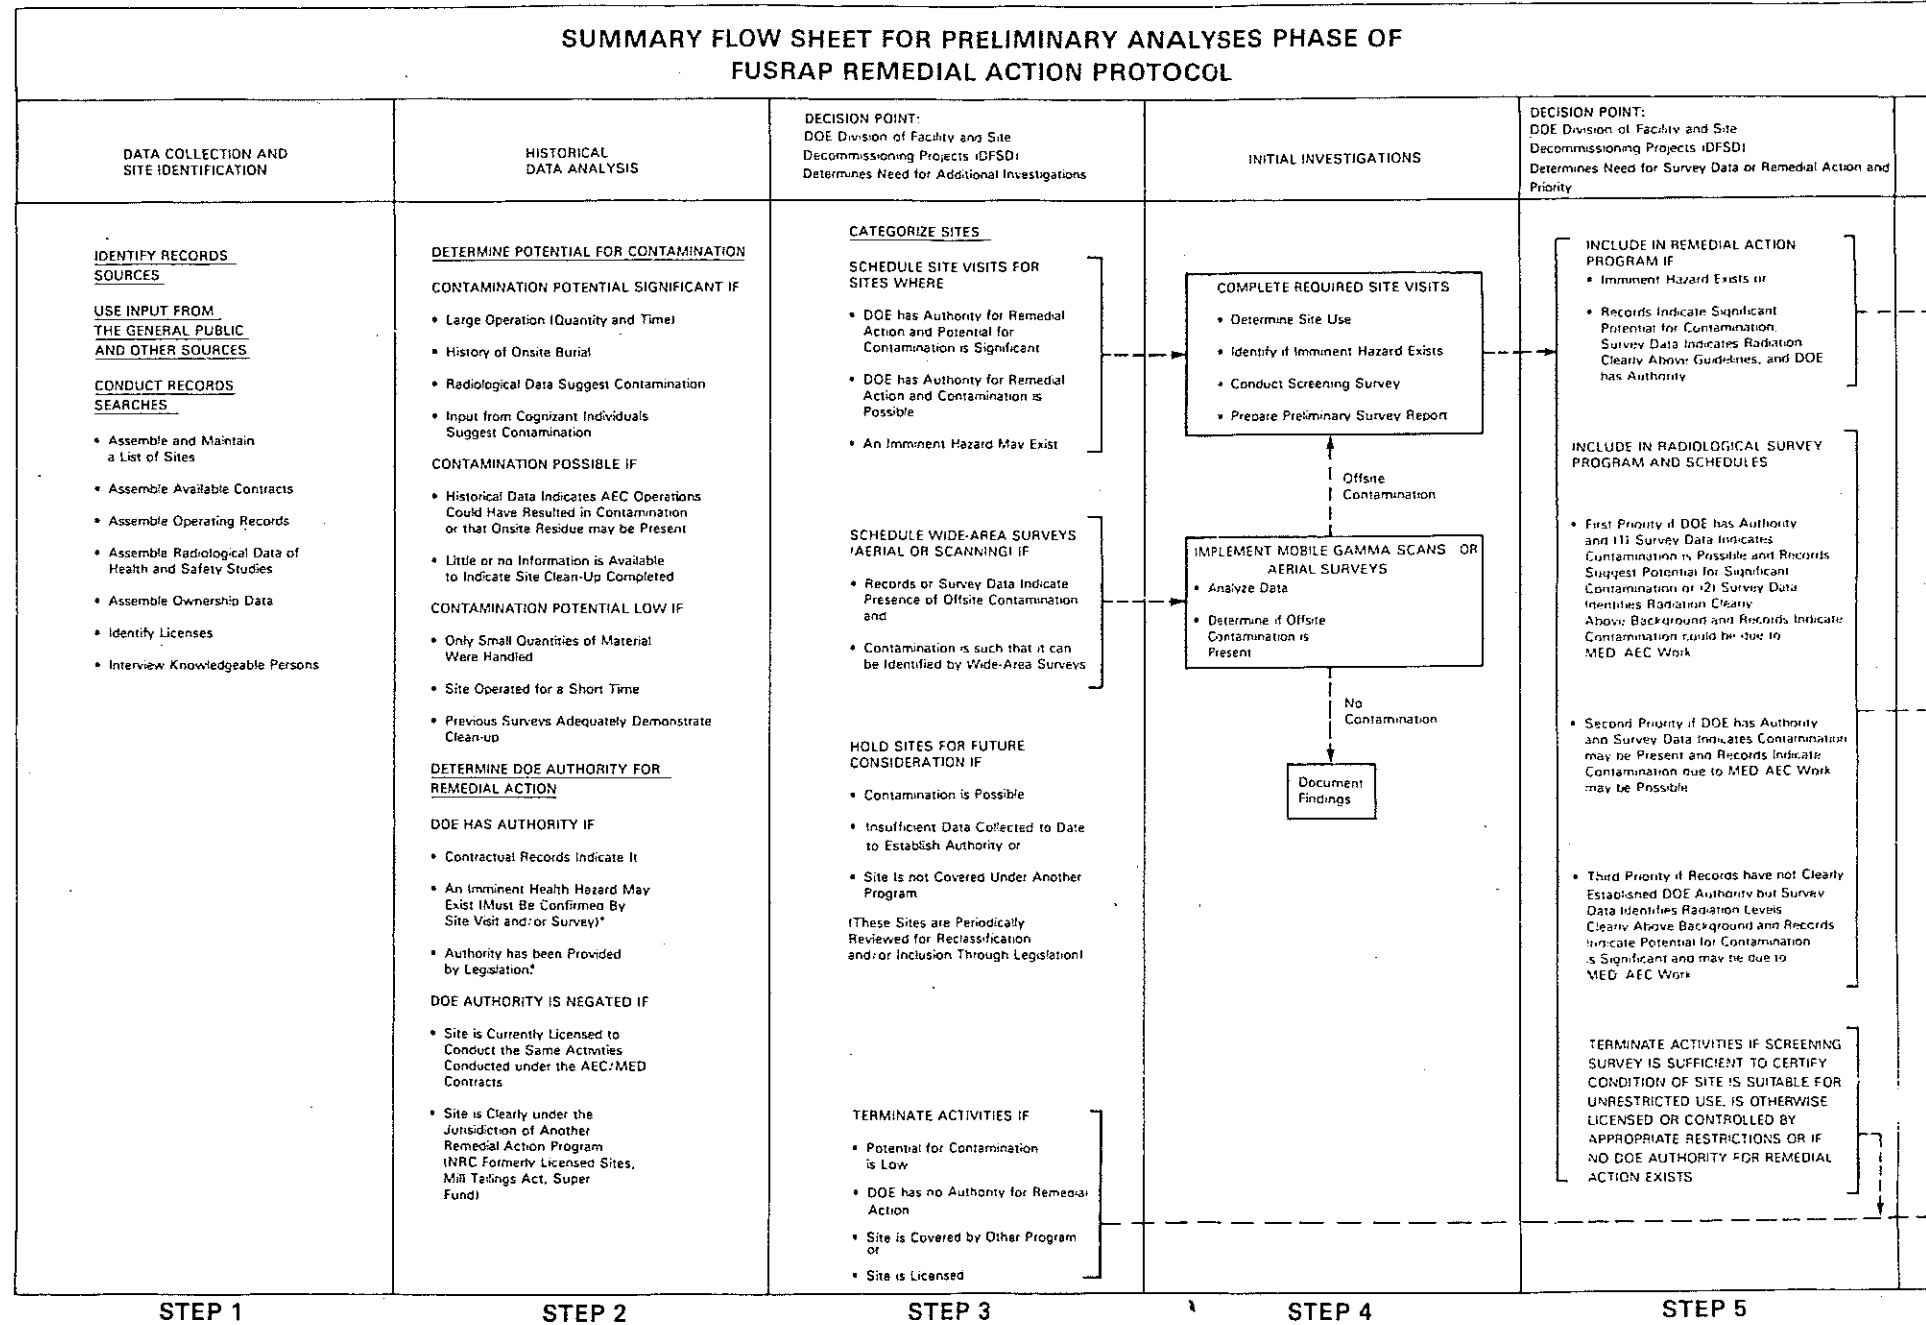 SUMMARY FLOW SHEET FOR PRELIMINARY ANALYSES PHASE OF
FUSRAP REMEDIAL ACTION PROTOCOL
DATA COLLECTION AND
SITE IDENTIFICATION
IDENTIFY RECORDS
SOURCES
USE INPUT FROM
THE GENERAL PUBLIC
AND OTHER SOURCES
CONDUCT RECORDS
SEARCHES
• Assemble and Maintain
a List of Sites
• Assemble Available Contracts
• Assemble Operating Records
• Assemble Radiological Data of
Health and Safety Studies
• Assemble Ownership Data
• Identify Licenses
• Interview Knowledgeable Persons
STEP 1
HISTORICAL
DATA ANALYSIS
DETERMINE POTENTIAL FOR CONTAMINATION
CONTAMINATION POTENTIAL SIGNIFICANT IF
• Large Operation (Quantity and Time)
• History of Onsite Burial
• Radiological Data Suggest Contamination
• Input from Cognizant Individuals
Suggest Contamination
CONTAMINATION POSSIBLE IF
• Historical Data Indicates AEC Operations
Could Have Resulted in Contamination
or that Onsite Residue may be Present
• Little or no Information is Available
to Indicate Site Clean-Up Completed
CONTAMINATION POTENTIAL LOW IF
• Only Small Quantities of Material
Were Handled
• Site Operated for a Short Time
• Previous Surveys Adequately Demonstrate
Clean-up
DETERMINE DOE AUTHORITY FOR
REMEDIAL ACTION
DOE HAS AUTHORITY IF
• Contractual Records Indicate It
• An Imminent Health Hazard May
Exist (Must Be Confirmed By
Site Visit and/or Survey)*
• Authority has been Provided
by Legislation.*
DOE AUTHORITY IS NEGATED IF
• Site is Currently Licensed to
Conduct the Same Activities
Conducted under the AEC/MED
Contracts
• Site is Clearly under the
Jurisdiction of Another
Remedial Action Program
(NRC Formerly Licensed Sites,
Mill Tailings Act, Super
Fund)
STEP 2
DECISION POINT:
DOE Division of Facility and Site
Decommissioning Projects (DFSD)
Determines Need for Additional Investigations
CATEGORIZE SITES
SCHEDULE SITE VISITS FOR
SITES WHERE
• DOE has Authority for Remedial
Action and Potential for
Contamination is Significant
• DOE has Authority for Remedial
Action and Contamination is
Possible
• An Imminent Hazard May Exist
SCHEDULE WIDE-AREA SURVEYS
(AERIAL OR SCANNING) IF
• Records or Survey Data Indicate
Presence of Offsite Contamination
and
• Contamination is such that it can
be Identified by Wide-Area Surveys
HOLD SITES FOR FUTURE
CONSIDERATION IF
• Contamination is Possible
• Insufficient Data Collected to Date
to Establish Authority or
• Site Is not Covered Under Another
Program
(These Sites are Periodically
Reviewed for Reclassification
and/or Inclusion Through Legislation)
TERMINATE ACTIVITIES IF
• Potential for Contamination
is Low
• DOE has no Authority for Remedial
Action
• Site is Covered by Other Program
or
• Site is Licensed
STEP 3
INITIAL INVESTIGATIONS
COMPLETE REQUIRED SITE VISITS
• Determine Site Use
• Identify if Imminent Hazard Exists
• Conduct Screening Survey
• Prepare Preliminary Survey Report
Offsite
Contamination
IMPLEMENT MOBILE GAMMA SCANS OR
AERIAL SURVEYS
• Analyze Data
• Determine if Offsite
Contamination is
Present
No
Contamination
Document
Findings
STEP 4
DECISION POINT:
DOE Division of Facility and Site
Decommissioning Projects (DFSD)
Determines Need for Survey Data or Remedial Action and
Priority
INCLUDE IN REMEDIAL ACTION
PROGRAM IF
• Imminent Hazard Exists or
• Records Indicate Significant
Potential for Contamination,
Survey Data Indicates Radiation
Clearly Above Guidelines, and DOE
has Authority
INCLUDE IN RADIOLOGICAL SURVEY
PROGRAM AND SCHEDULES
• First Priority if DOE has Authority
and (1) Survey Data Indicates
Contamination is Possible and Records
Suggest Potential for Significant
Contamination or (2) Survey Data
Identifies Radiation Clearly
Above Background and Records Indicate
Contamination could be due to
MED AEC Work
• Second Priority if DOE has Authority
and Survey Data Indicates Contamination
may be Present and Records Indicate
Contamination due to MED AEC Work
may be Possible
• Third Priority if Records have not Clearly
Established DOE Authority but Survey
Data Identifies Radiation Levels
Clearly Above Background and Records
Indicate Potential for Contamination
is Significant and may be due to
MED AEC Work
TERMINATE ACTIVITIES IF SCREENING
SURVEY IS SUFFICIENT TO CERTIFY
CONDITION OF SITE IS SUITABLE FOR
UNRESTRICTED USE, IS OTHERWISE
LICENSED OR CONTROLLED BY
APPROPRIATE RESTRICTIONS OR IF
NO DOE AUTHORITY FOR REMEDIAL
ACTION EXISTS
STEP 5